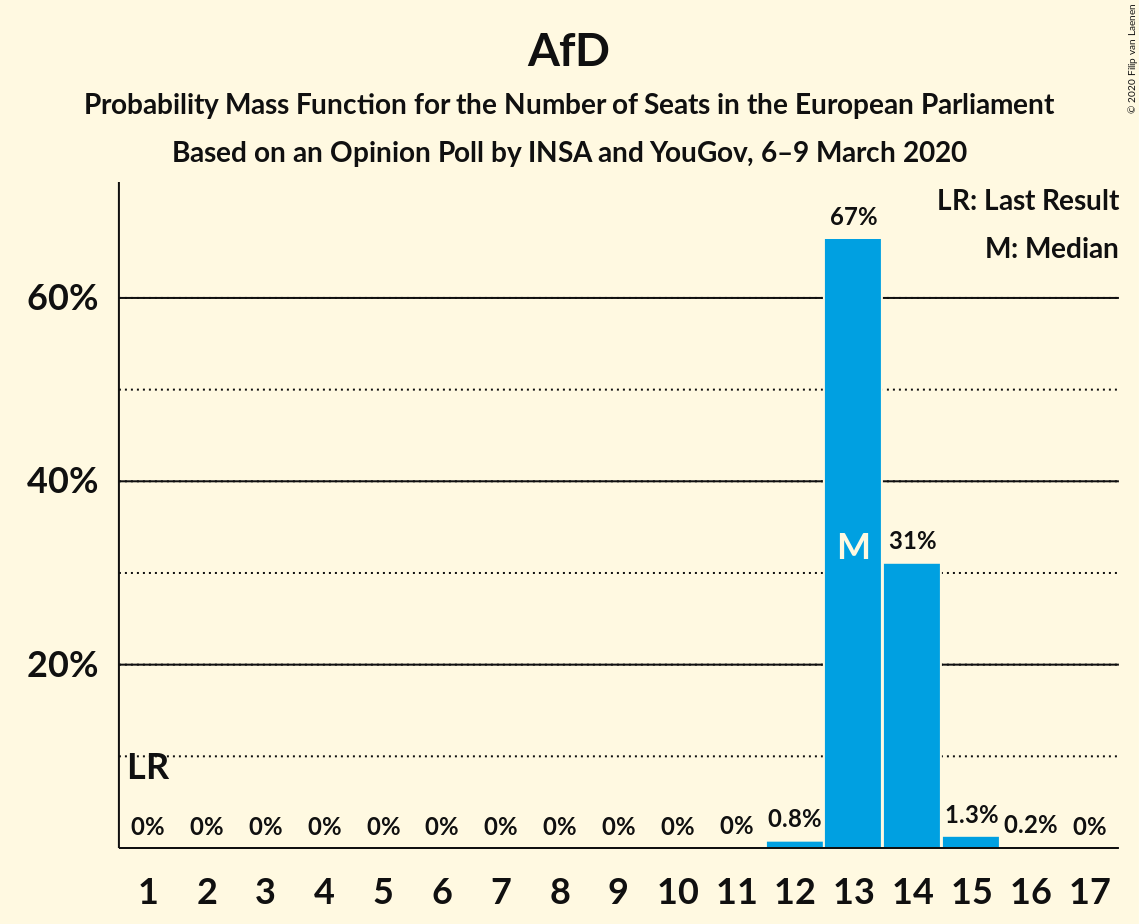 AfD
Probability Mass Function for the Number of Seats in the European Parliament
Based on an Opinion Poll by INSA and YouGov, 6–9 March 2020
© 2020 Filip van Laenen
LR: Last Result
M: Median
67%
60%
40%
M
31%
20%
LR
0% 0% 0% 0% 0% 0% 0% 0% 0% 0% 0% 0.8% 1.3% 0.2% 0%
1 2 3 4 5 6 7 8 9 10 11 12 13 14 15 16 17